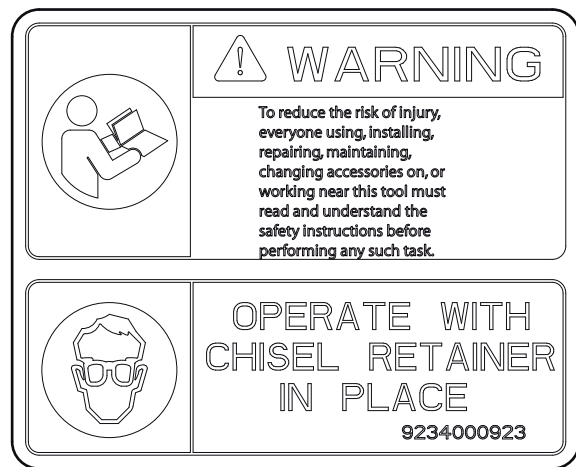 WARNING
To reduce the risk of injury,
everyone using, installing,
repairing, maintaining,
changing accessories on, or
working near this tool must
read and understand the
safety instructions before
performing any such task.
OPERATE WITH
CHISEL RETAINER
IN PLACE
9234000923